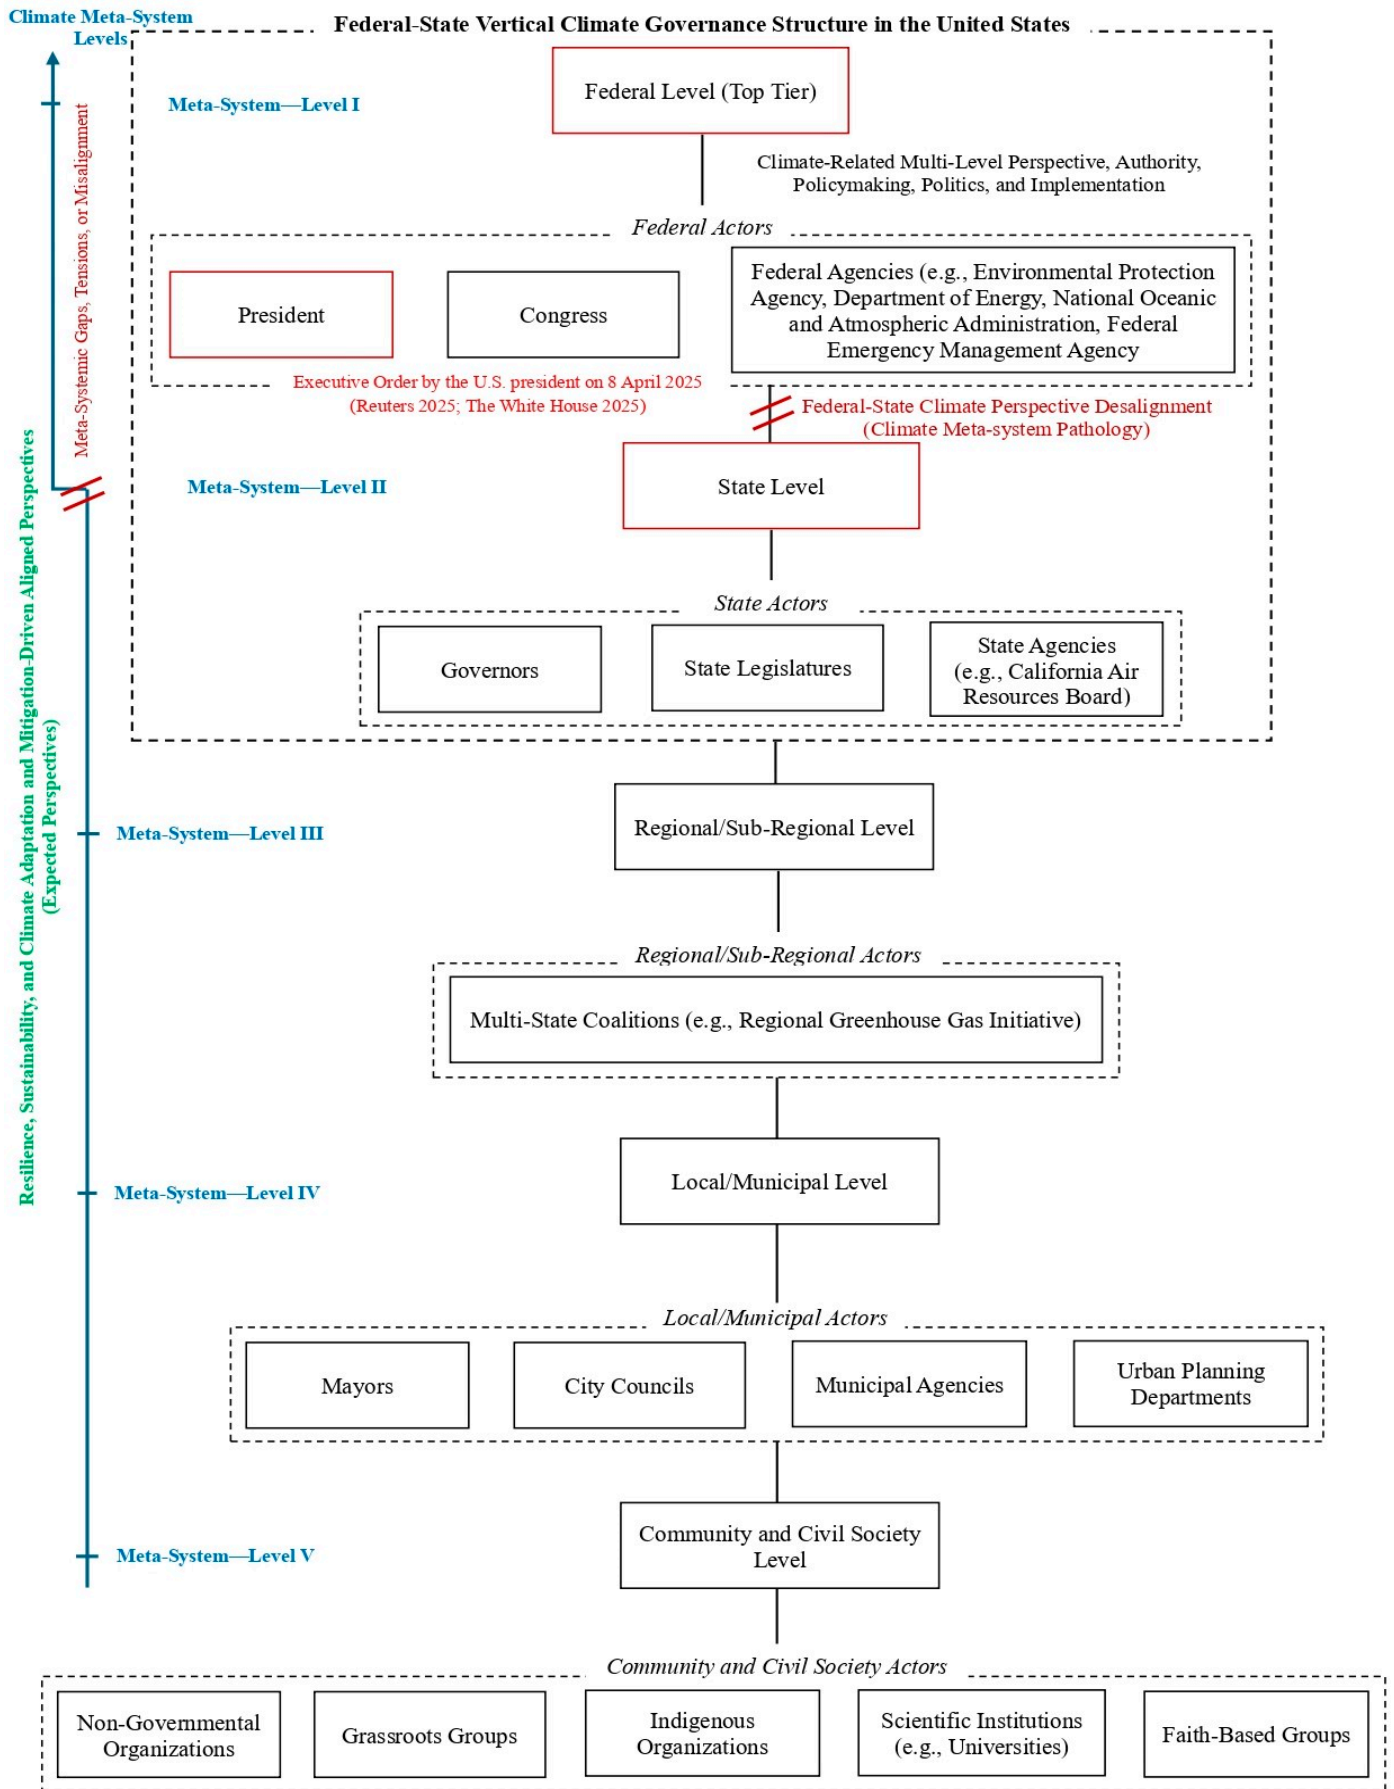 Climate Meta-System
Levels
Federal-State Vertical Climate Governance Structure in the United States
Meta-System—Level I
Federal Level (Top Tier)
Meta-Systemic Gaps, Tensions, or Misalignment
Climate-Related Multi-Level Perspective, Authority,
Policymaking, Politics, and Implementation
Federal Actors
President
Congress
Federal Agencies (e.g., Environmental Protection
Agency, Department of Energy, National Oceanic
and Atmospheric Administration, Federal
Emergency Management Agency
Executive Order by the U.S. president on 8 April 2025
(Reuters 2025; The White House 2025)
Federal-State Climate Perspective Desalignment
(Climate Meta-system Pathology)
Meta-System—Level II
State Level
Resilience, Sustainability, and Climate Adaptation and Mitigation-Driven Aligned Perspectives
(Expected Perspectives)
State Actors
Governors
State Legislatures
State Agencies
(e.g., California Air
Resources Board)
Meta-System—Level III
Regional/Sub-Regional Level
Regional/Sub-Regional Actors
Multi-State Coalitions (e.g., Regional Greenhouse Gas Initiative)
Meta-System—Level IV
Local/Municipal Level
Local/Municipal Actors
Mayors
City Councils
Municipal Agencies
Urban Planning
Departments
Meta-System—Level V
Community and Civil Society
Level
Community and Civil Society Actors
Non-Governmental
Organizations
Grassroots Groups
Indigenous
Organizations
Scientific Institutions
(e.g., Universities)
Faith-Based Groups